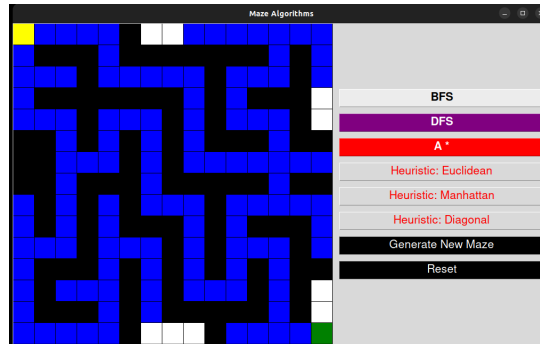 Maze Algorithms
BFS
DFS
A *
Heuristic: Euclidean
Heuristic: Manhattan
Heuristic: Diagonal
Generate New Maze
Reset